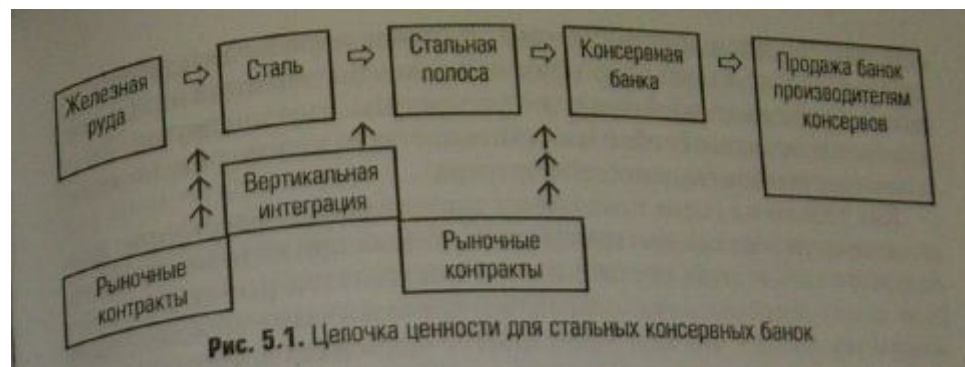 Железная
руда
Сталь
Стальная
полоса
Консервная
банка
Продажа банок
производителям
консервов
Вертикальная
интеграция
Рыночные
контракты
Рыночные
контракты
Рис. 5.1. Цепочка ценности для стальных консервных банок